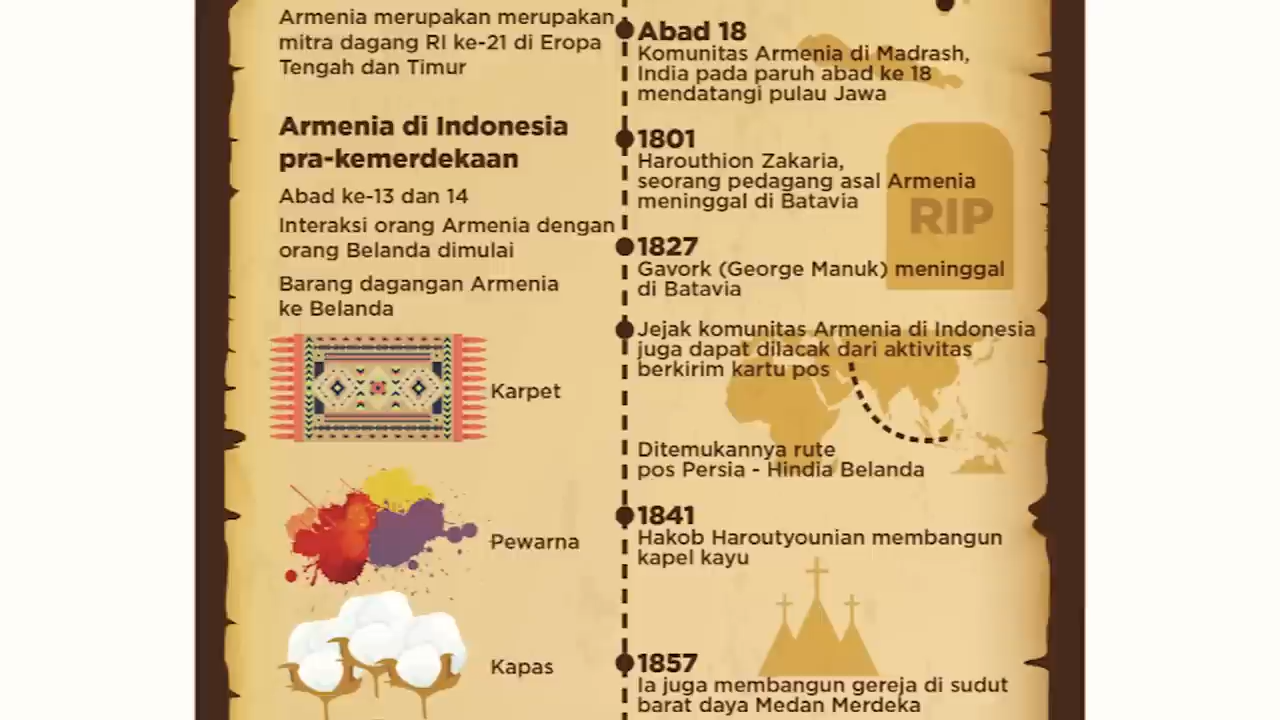 Armenia merupakan merupakan
mitra dagang RI ke-21 di Eropa
Tengah dan Timur
Armenia di Indonesia
pra-kemerdekaan
Abad ke-13 dan 14
Interaksi orang Armenia dengan
orang Belanda dimulai
Barang dagangan Armenia
ke Belanda
Karpet
Pewarna
Kapas
Abad 18
Komunitas Armenia di Madrash,
India pada paruh abad ke 18
mendatangi pulau Jawa
1801
Harouthion Zakaria,
seorang pedagang asal Armenia
meninggal di Batavia
RIP
1827
Gavork (George Manuk) meninggal
di Batavia
Jejak komunitas Armenia di Indonesia
juga dapat dilacak dari aktivitas
berkirim kartu pos
Ditemukannya rute
pos Persia - Hindia Belanda
1841
Hakob Haroutyounian membangun
kapel kayu
1857
Ia juga membangun gereja di sudut
barat daya Medan Merdeka